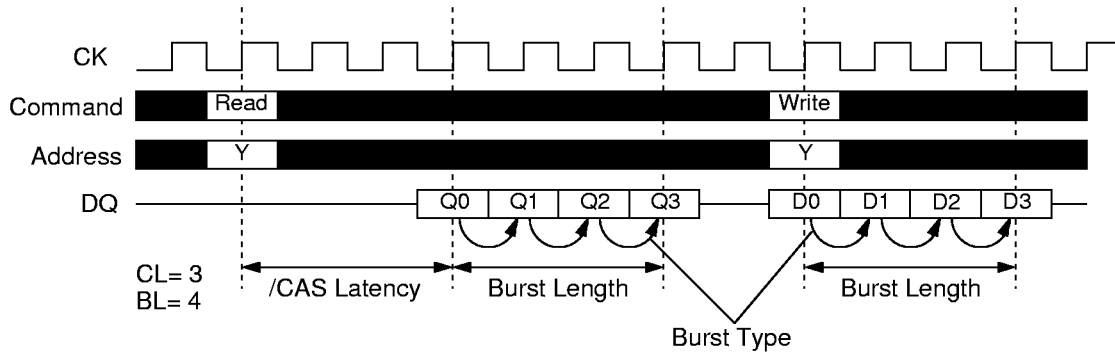 CK
Command Read Write
Address Y Y
DQ Q0 Q1 Q2 Q3 D0 D1 D2 D3
CL= 3 /CAS Latency Burst Length Burst Length
BL= 4
Burst Type